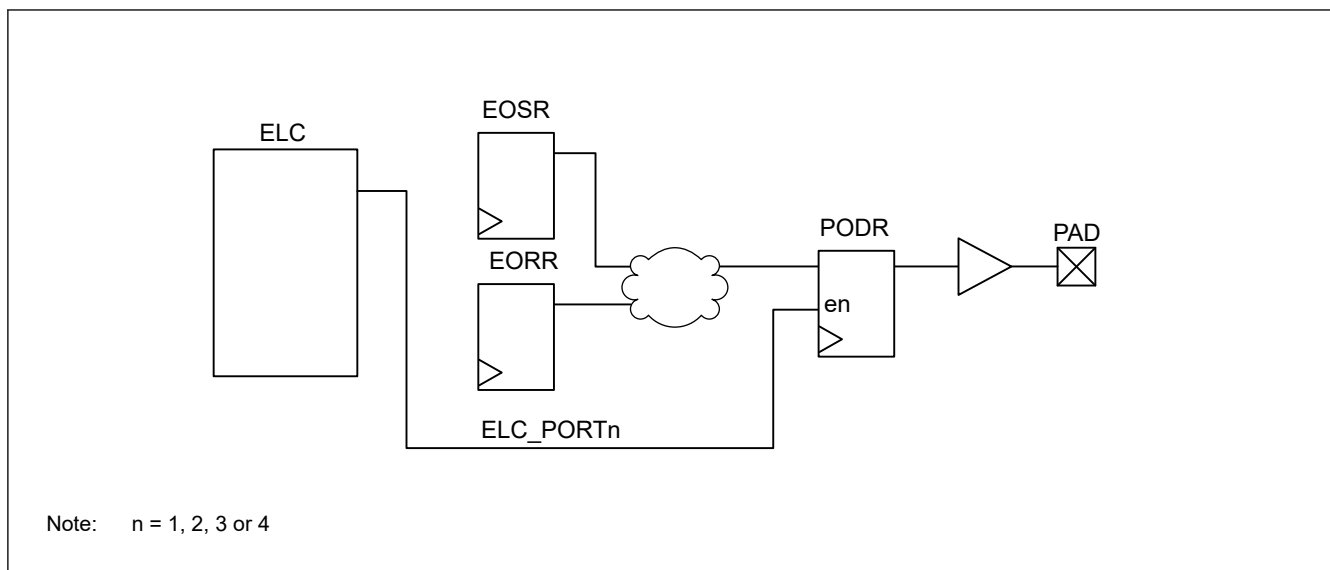 EOSR
ELC
PODR
PAD
EORR
en
ELC_PORTn
Note: n = 1, 2, 3 or 4